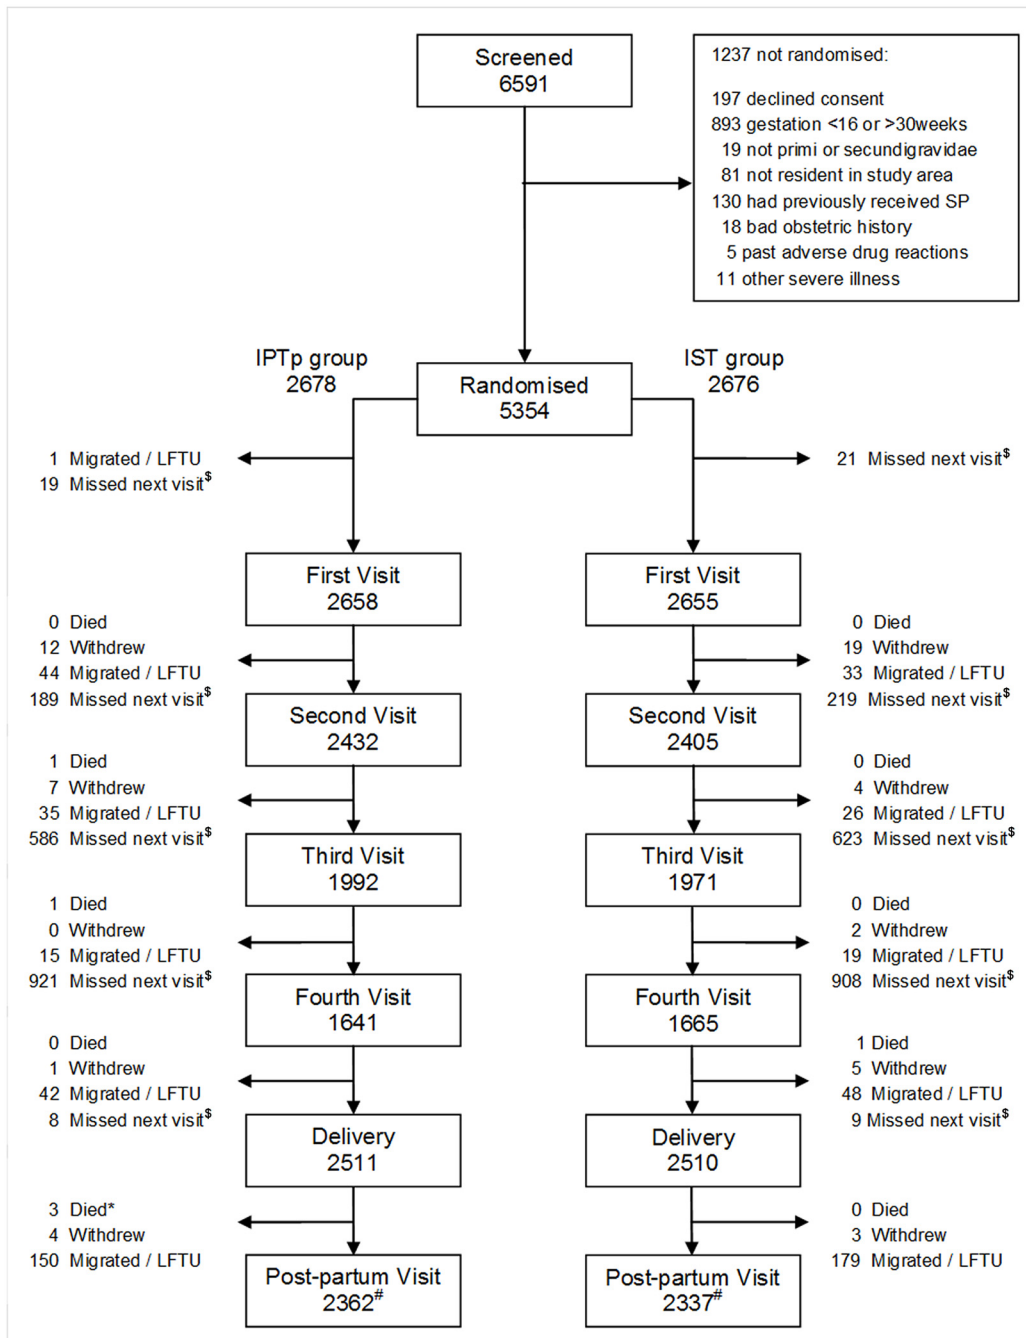 Screened
6591
1237 not randomised:
197 declined consent
893 gestation <16 or >30weeks
19 not primi or secundigravidae
81 not resident in study area
130 had previously received SP
18 bad obstetric history
5 past adverse drug reactions
11 other severe illness
IPTp group
2678
Randomised
5354
IST group
2676
1 Migrated / LFTU
19 Missed next visit$
21 Missed next visit$
First Visit
2658
First Visit
2655
0 Died
12 Withdrew
44 Migrated / LFTU
189 Missed next visit$
0 Died
19 Withdrew
33 Migrated / LFTU
219 Missed next visit$
Second Visit
2432
Second Visit
2405
1 Died
7 Withdrew
35 Migrated / LFTU
586 Missed next visit$
0 Died
4 Withdrew
26 Migrated / LFTU
623 Missed next visit$
Third Visit
1992
Third Visit
1971
1 Died
0 Withdrew
15 Migrated / LFTU
921 Missed next visit$
0 Died
2 Withdrew
19 Migrated / LFTU
908 Missed next visit$
Fourth Visit
1641
Fourth Visit
1665
0 Died
1 Withdrew
42 Migrated / LFTU
8 Missed next visit$
1 Died
5 Withdrew
48 Migrated / LFTU
9 Missed next visit$
Delivery
2511
Delivery
2510
3 Died*
4 Withdrew
150 Migrated / LFTU
0 Died
3 Withdrew
179 Migrated / LFTU
Post-partum Visit
2362#
Post-partum Visit
2337#